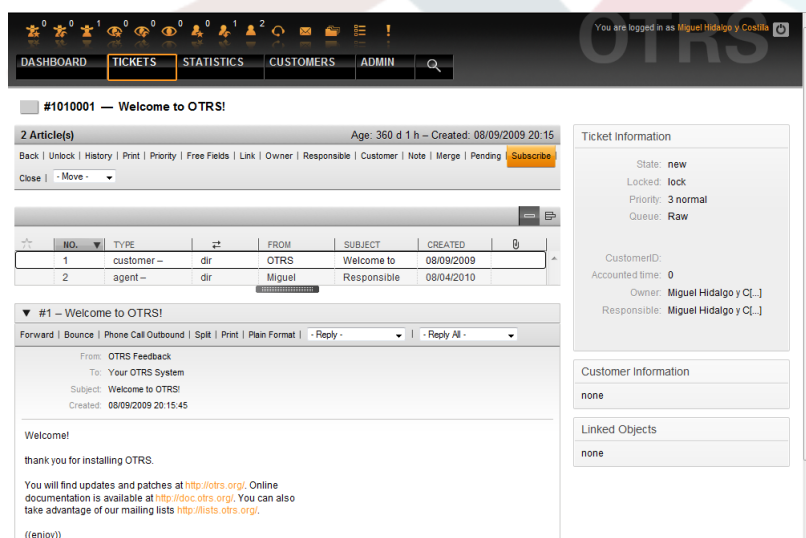 0 0 1 0 0 0 0 1 2
You are logged in as Miguel Hidalgo y Costilla
OTRS
DASHBOARD TICKETS STATISTICS CUSTOMERS ADMIN
#1010001 — Welcome to OTRS!
2 Article(s) Age: 360 d 1 h – Created: 08/09/2009 20:15
Back | Unlock | History | Print | Priority | Free Fields | Link | Owner | Responsible | Customer | Note | Merge | Pending | Subscribe |
Close | - Move -
NO. TYPE FROM SUBJECT CREATED
1 customer – dir OTRS Welcome to 08/09/2009
2 agent – dir Miguel Responsible 08/04/2010
#1 – Welcome to OTRS!
Forward | Bounce | Phone Call Outbound | Split | Print | Plain Format | - Reply - | - Reply All -
From: OTRS Feedback
To: Your OTRS System
Subject: Welcome to OTRS!
Created: 08/09/2009 20:15:45
Welcome!
thank you for installing OTRS.
You will find updates and patches at http://otrs.org/. Online
documentation is available at http://doc.otrs.org/. You can also
take advantage of our mailing lists http://lists.otrs.org/.
((enjoy))
Ticket Information
State: new
Locked: lock
Priority: 3 normal
Queue: Raw
CustomerID:
Accounted time: 0
Owner: Miguel Hidalgo y C[...]
Responsible: Miguel Hidalgo y C[...]
Customer Information
none
Linked Objects
none